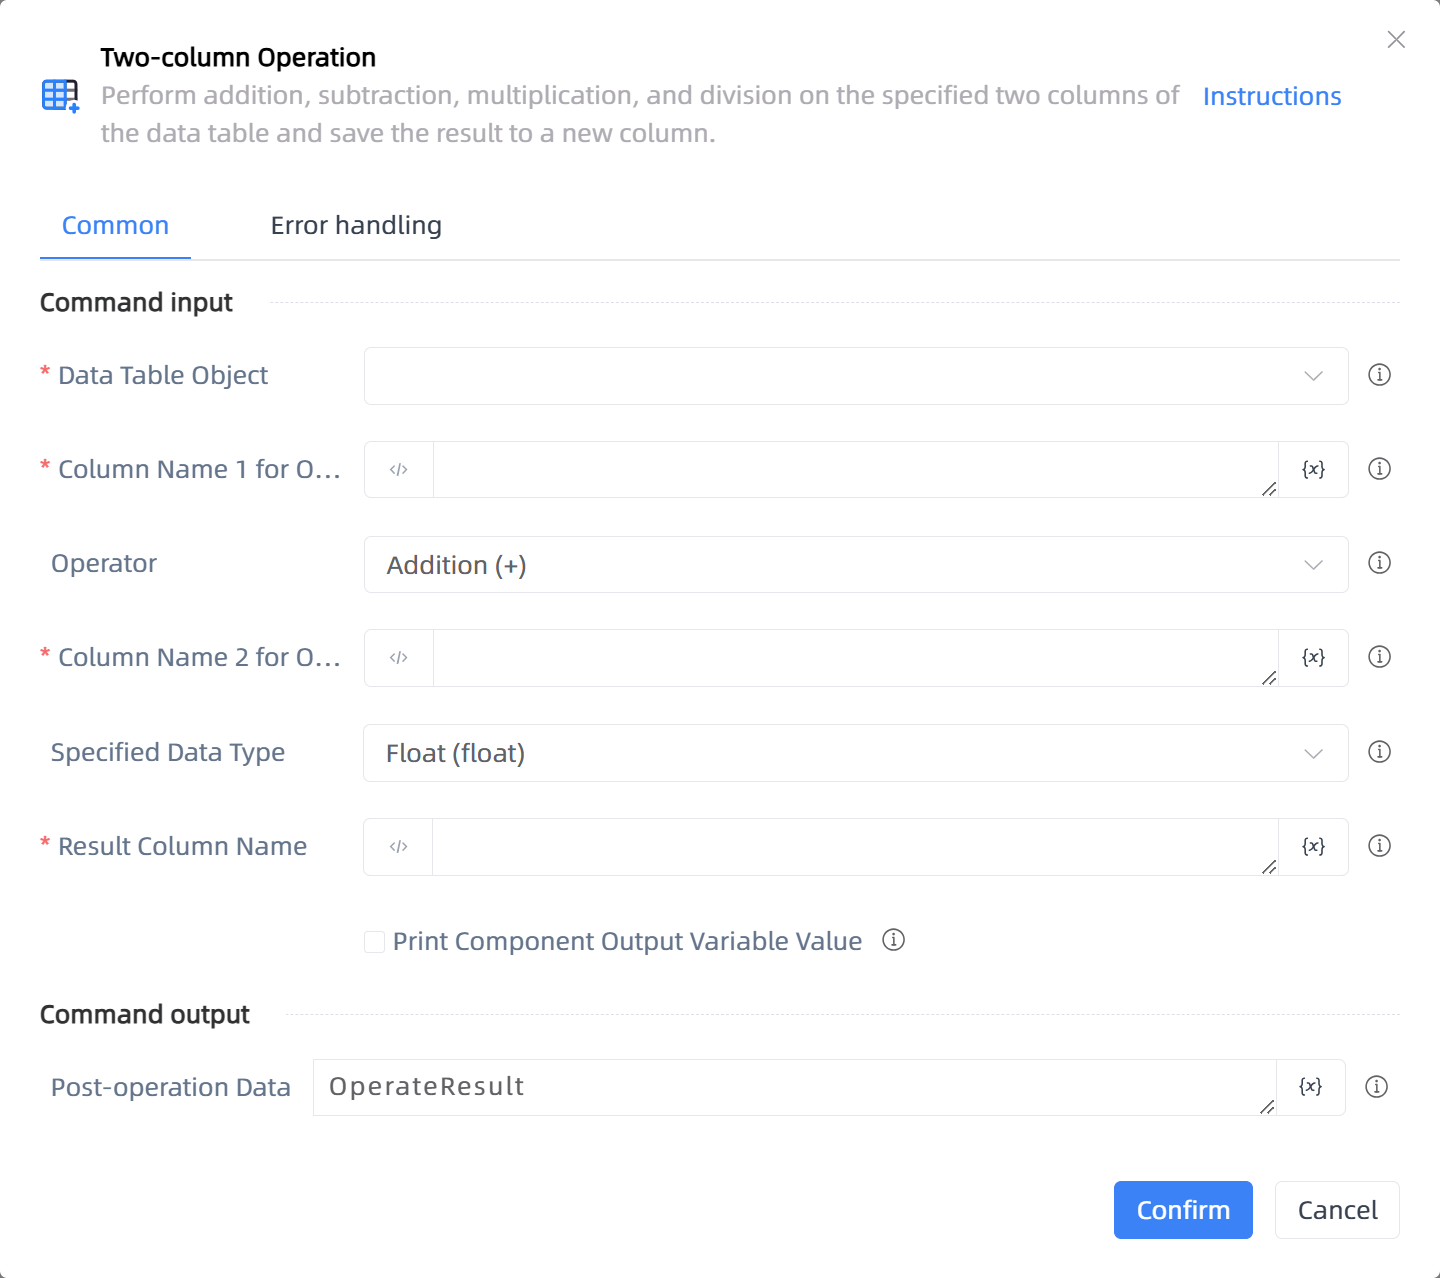 Two-column Operation
Perform addition, subtraction, multiplication, and division on the specified two columns of
the data table and save the result to a new column.
Instructions
Common
Error handling
Command input
* Data Table Object
* Column Name 1 for O...
</>
{x}
Operator
Addition (+)
* Column Name 2 for O...
</>
{x}
Specified Data Type
Float (float)
* Result Column Name
</>
{x}
Print Component Output Variable Value
Command output
Post-operation Data
OperateResult
{x}
Confirm
Cancel